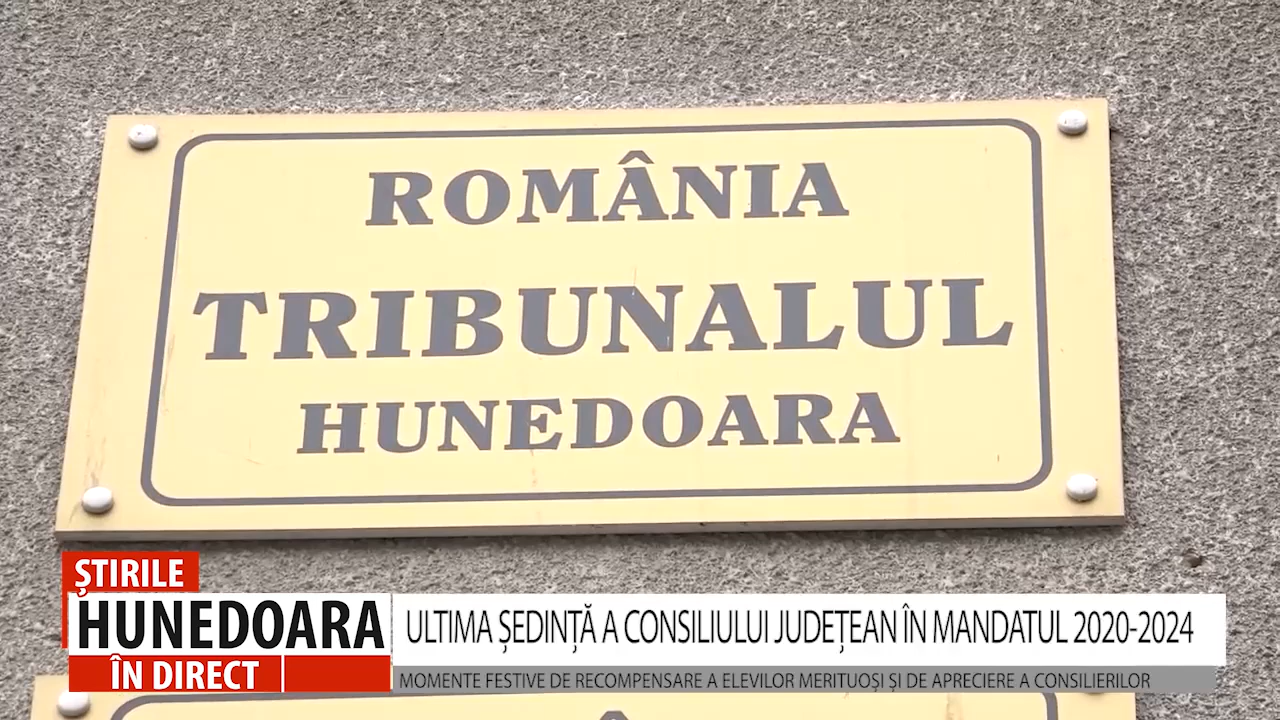 ROMÂNIA
TRIBUNALUL
HUNEDOARA
ȘTIRILE
HUNEDOARA
ÎN DIRECT
ULTIMA ȘEDINȚĂ A CONSILIULUI JUDEȚEAN ÎN MANDATUL 2020-2024
MOMENTE FESTIVE DE RECOMPENSARE A ELEVILOR MERITUOȘI ȘI DE APRECIERE A CONSILIERILOR